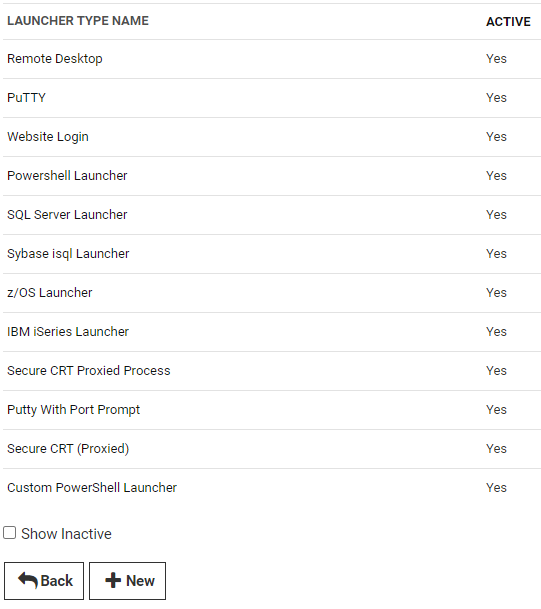 LAUNCHER TYPE NAME ACTIVE
Remote Desktop Yes
PuTTY Yes
Website Login Yes
Powershell Launcher Yes
SQL Server Launcher Yes
Sybase isql Launcher Yes
z/OS Launcher Yes
IBM iSeries Launcher Yes
Secure CRT Proxied Process Yes
Putty With Port Prompt Yes
Secure CRT (Proxied) Yes
Custom PowerShell Launcher Yes
Show Inactive
Back New